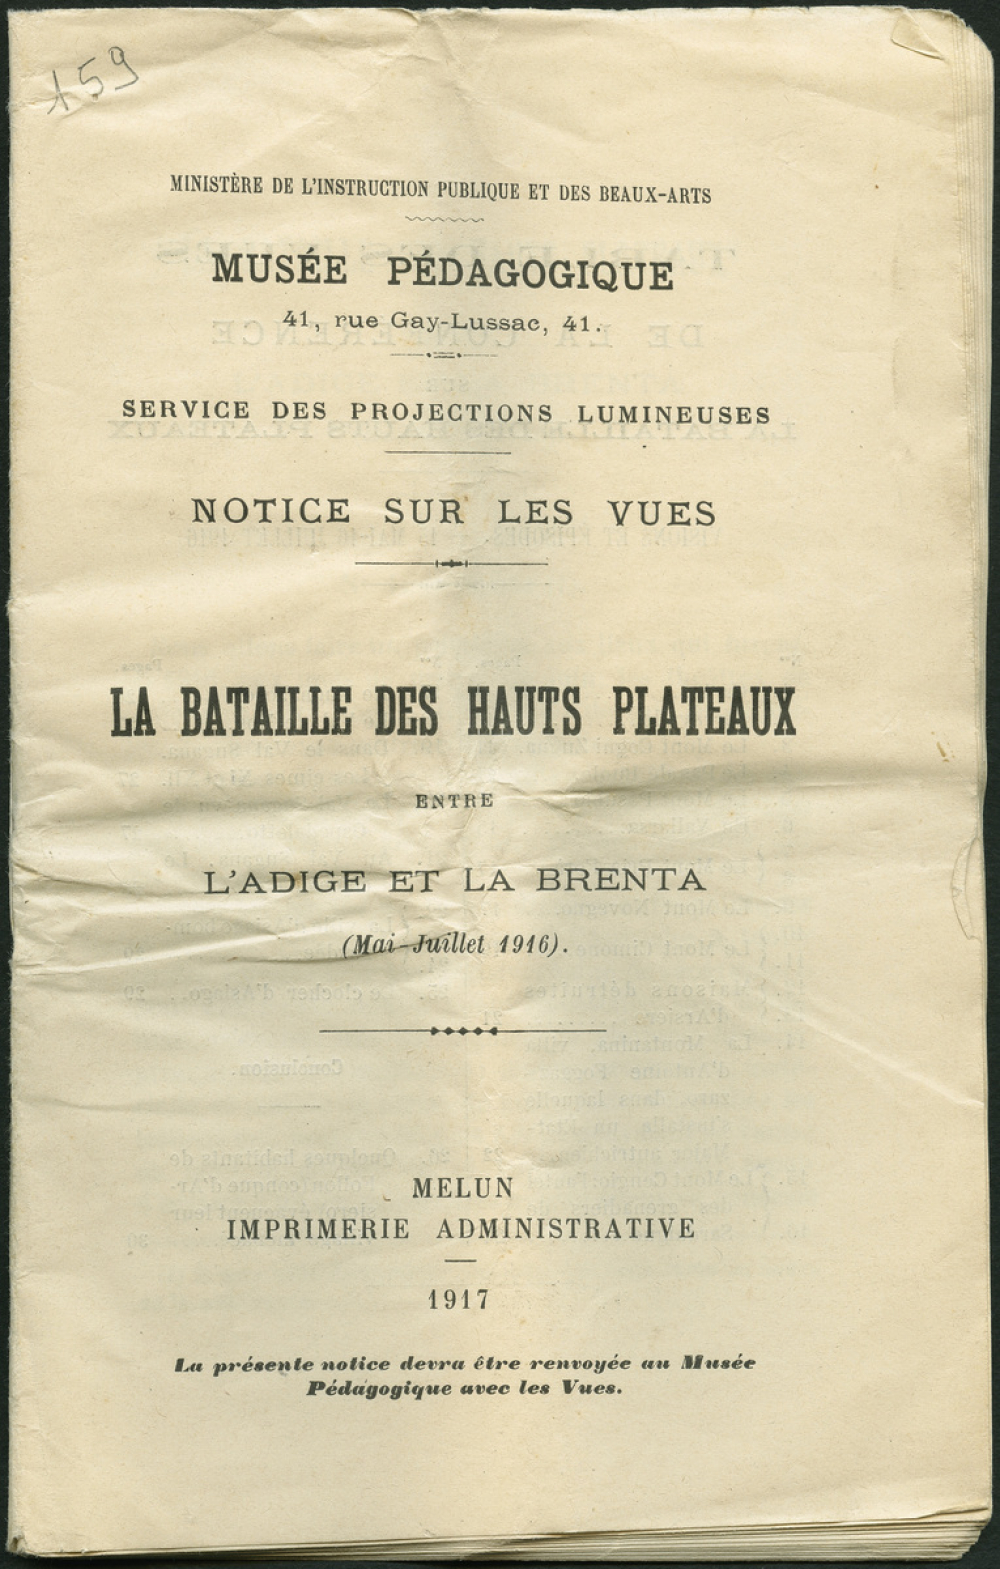 159
MINISTÈRE DE L'INSTRUCTION PUBLIQUE ET DES BEAUX-ARTS
MUSÉE PÉDAGOGIQUE
41, rue Gay-Lussac, 41.
SERVICE DES PROJECTIONS LUMINEUSES
NOTICE SUR LES VUES
LA BATAILLE DES HAUTS PLATEAUX
ENTRE
L'ADIGE ET LA BRENTA
(Mai-Juillet 1916).
MELUN
IMPRIMERIE ADMINISTRATIVE
1917
La présente notice devra être renvoyée au Musée
Pédagogique avec les Vues.